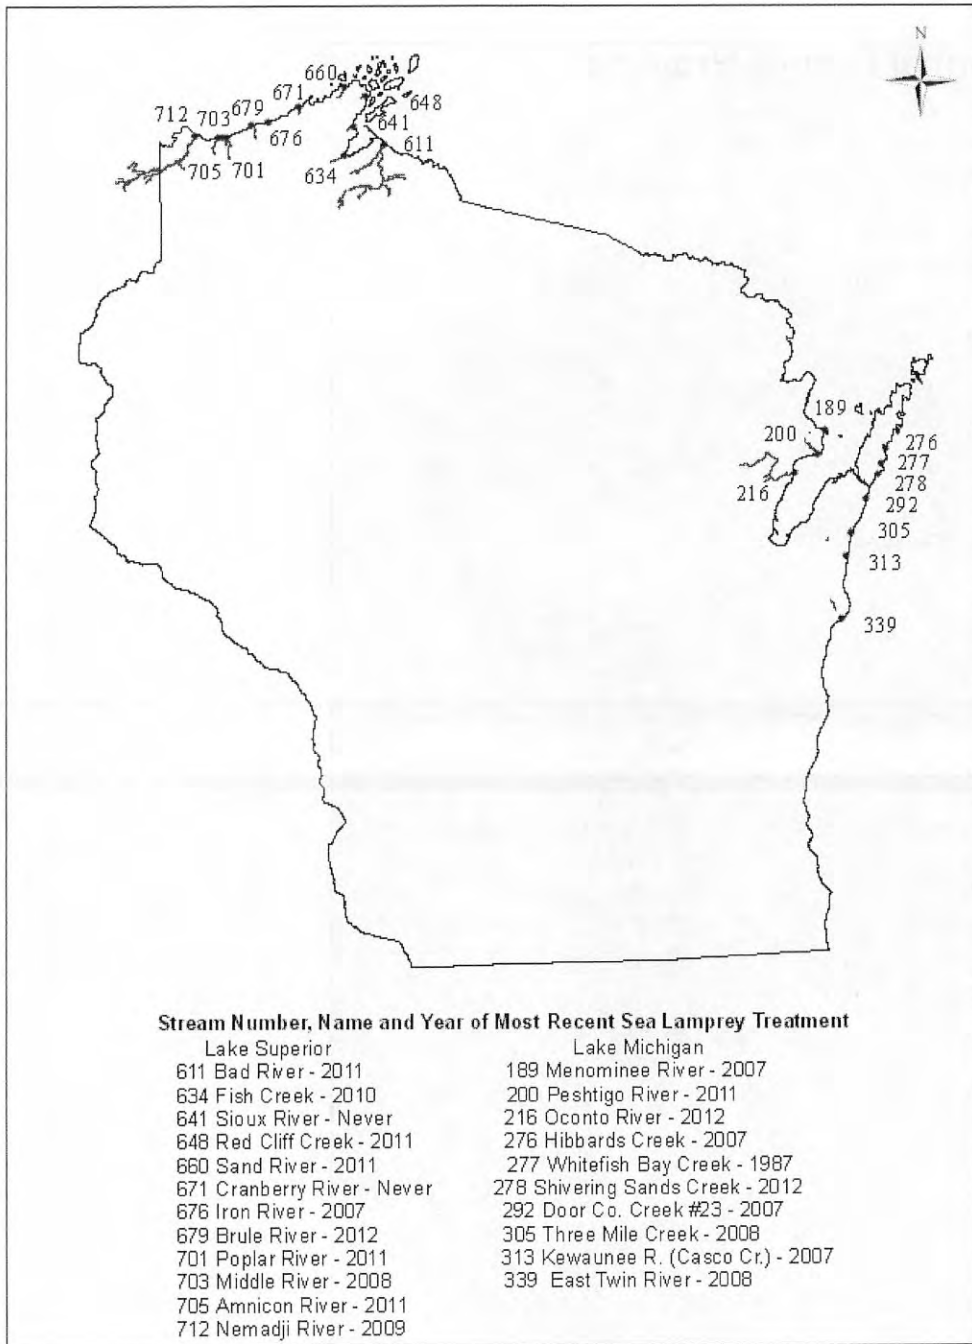 N
660
671
648
679
712
703
676
641
611
705
701
634
189
200
276
277
278
216
292
305
313
339
Stream Number, Name and Year of Most Recent Sea Lamprey Treatment
Lake Superior
611 Bad River - 2011
634 Fish Creek - 2010
641 Sioux River - Never
648 Red Cliff Creek - 2011
660 Sand River - 2011
671 Cranberry River - Never
676 Iron River - 2007
679 Brule River - 2012
701 Poplar River - 2011
703 Middle River - 2008
705 Amnicon River - 2011
712 Nemadji River - 2009
Lake Michigan
189 Menominee River - 2007
200 Peshtigo River - 2011
216 Oconto River - 2012
276 Hibbards Creek - 2007
277 Whitefish Bay Creek - 1987
278 Shivering Sands Creek - 2012
292 Door Co. Creek #23 - 2007
305 Three Mile Creek - 2008
313 Kewaunee R. (Casco Cr.) - 2007
339 East Twin River - 2008